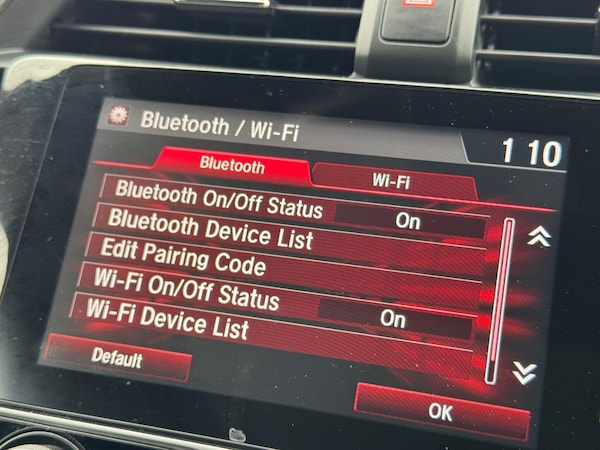 Bluetooth / Wi-Fi
1 10
Bluetooth
Wi-Fi
Bluetooth On/Off Status On
Bluetooth Device List
Edit Pairing Code
Wi-Fi On/Off Status On
Wi-Fi Device List
Default
OK